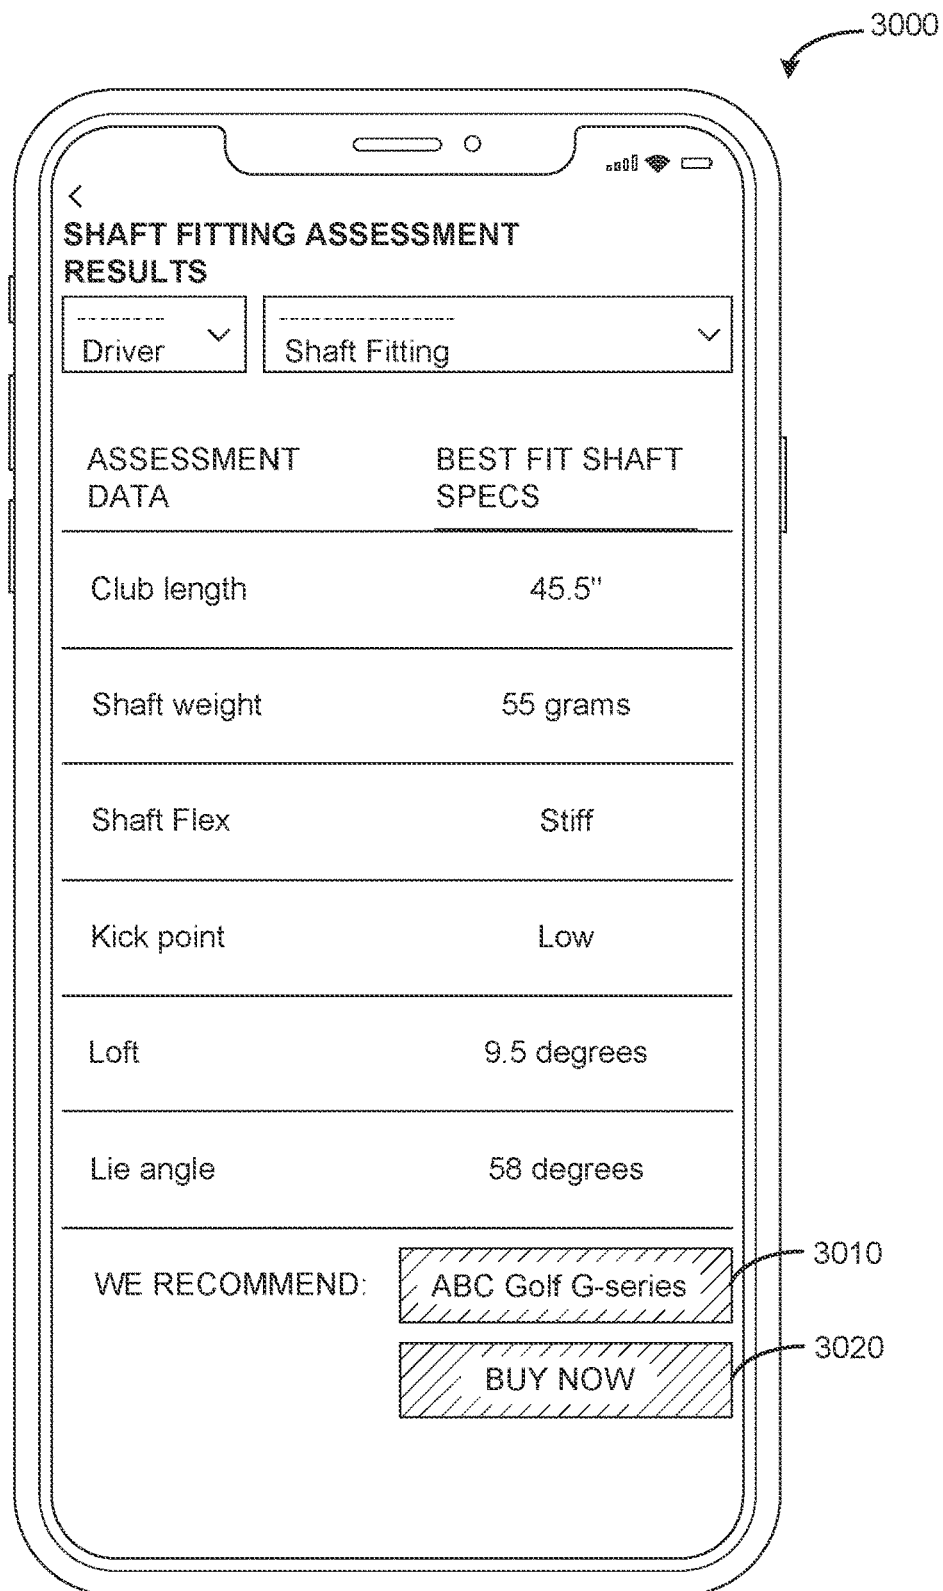 3000
<
SHAFT FITTING ASSESSMENT
RESULTS
Driver
Shaft Fitting
ASSESSMENT
DATA
BEST FIT SHAFT
SPECS
Club length
45.5"
Shaft weight
55 grams
Shaft Flex
Stiff
Kick point
Low
Loft
9.5 degrees
Lie angle
58 degrees
WE RECOMMEND:
ABC Golf G-series
3010
BUY NOW
3020